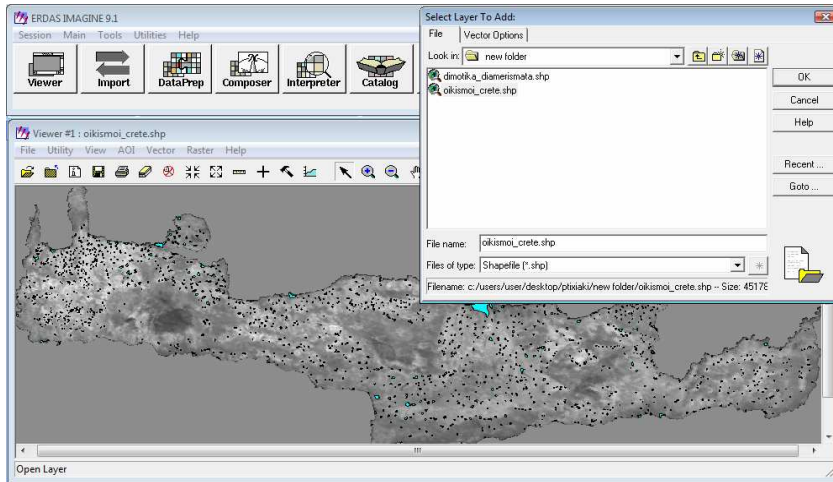 ERDAS IMAGINE 9.1
Session Main Tools Utilities Help
Viewer Import DataPrep Composer Interpreter Catalog
Select Layer To Add:
File Vector Options
Look in: new folder
dimotika_diamerismata.shp
oikismoi_crete.shp
OK
Cancel
Help
Recent ...
Goto ...
File name: oikismoi_crete.shp
Files of type: Shapefile (*.shp)
Filename: c:/users/user/desktop/ptixiaki/new folder/oikismoi_crete.shp -- Size: 45178
Viewer #1 : oikismoi_crete.shp
File Utility View AOI Vector Raster Help
Open Layer